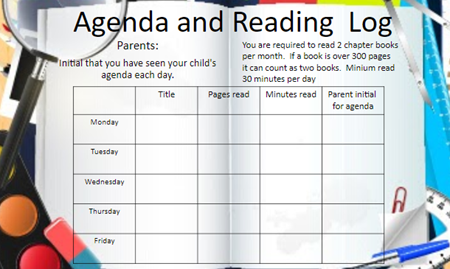 Agenda and Reading Log
Parents:
Initial that you have seen your child's
agenda each day.
You are required to read 2 chapter books
per month. If a book is over 300 pages
it can count as two books. Minium read
30 minutes per day
Title Pages read Minutes read Parent initial
for agenda
Monday
Tuesday
Wednesday
Thursday
Friday